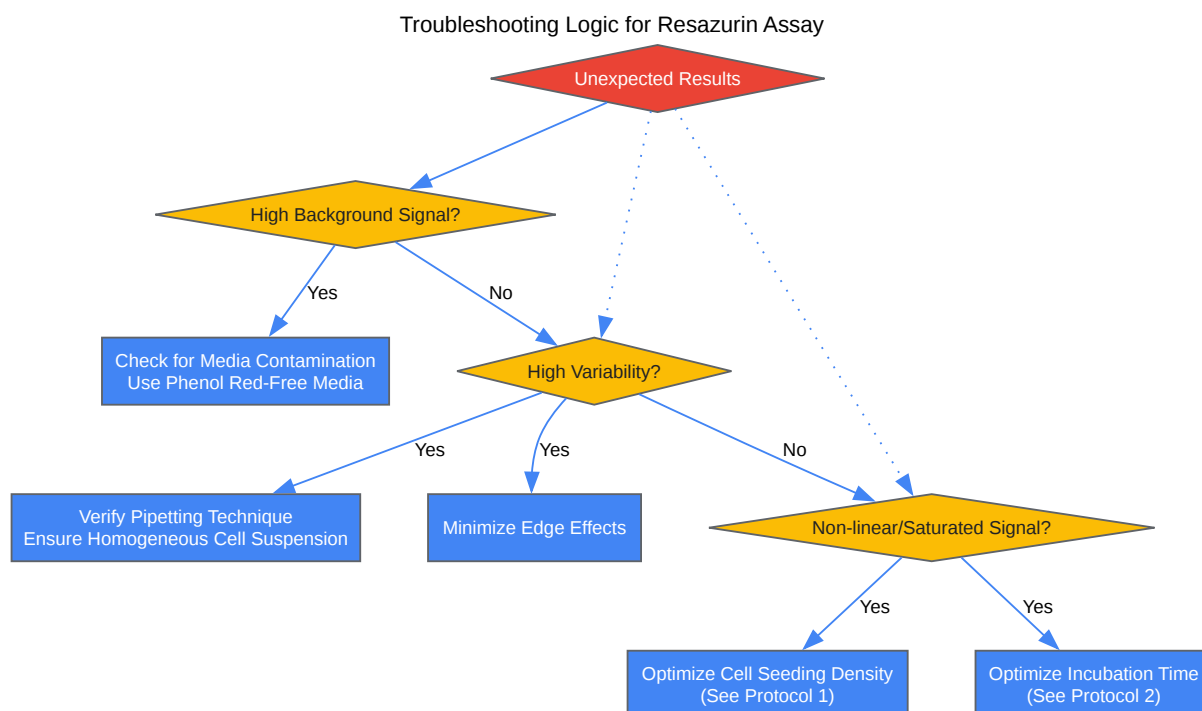 Troubleshooting Logic for Resazurin Assay
Unexpected Results
High Background Signal?
Yes
No
Check for Media Contamination
Use Phenol Red-Free Media
High Variability?
Yes
Yes
No
Verify Pipetting Technique
Ensure Homogeneous Cell Suspension
Minimize Edge Effects
Non-linear/Saturated Signal?
Yes
Yes
Optimize Cell Seeding Density
(See Protocol 1)
Optimize Incubation Time
(See Protocol 2)